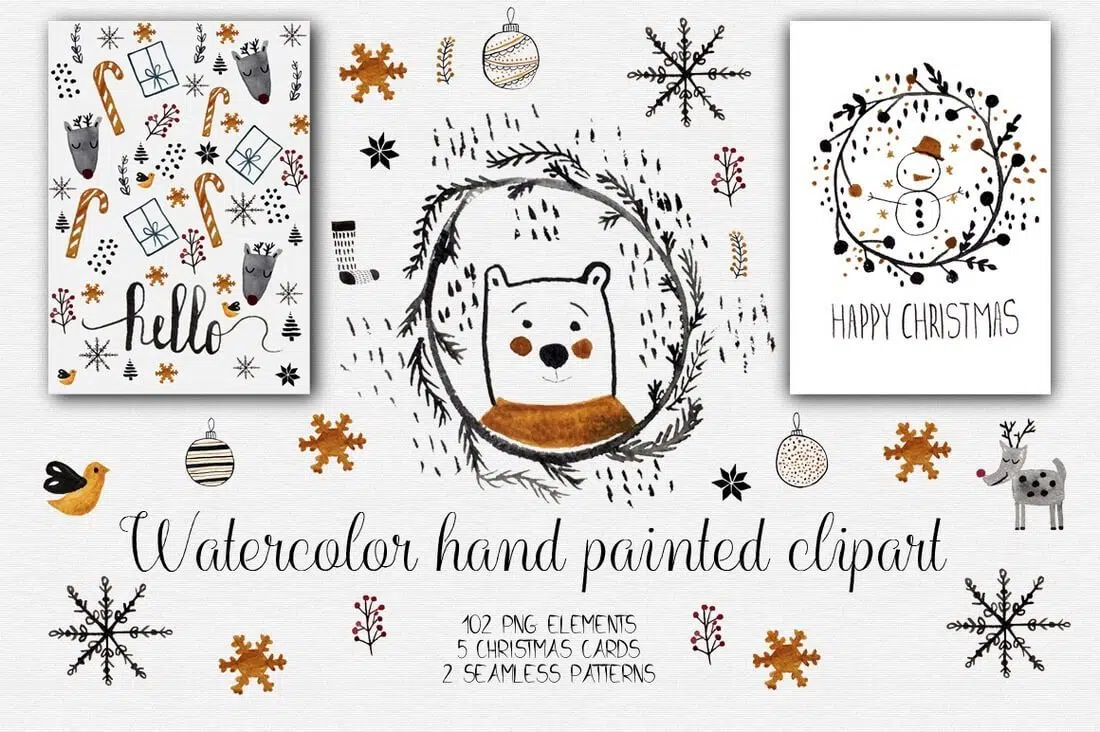 hello
HAPPY CHRISTMAS
Watercolor hand painted clipart
102 PNG ELEMENTS
5 CHRISTMAS CARDS
2 SEAMLESS PATTERNS